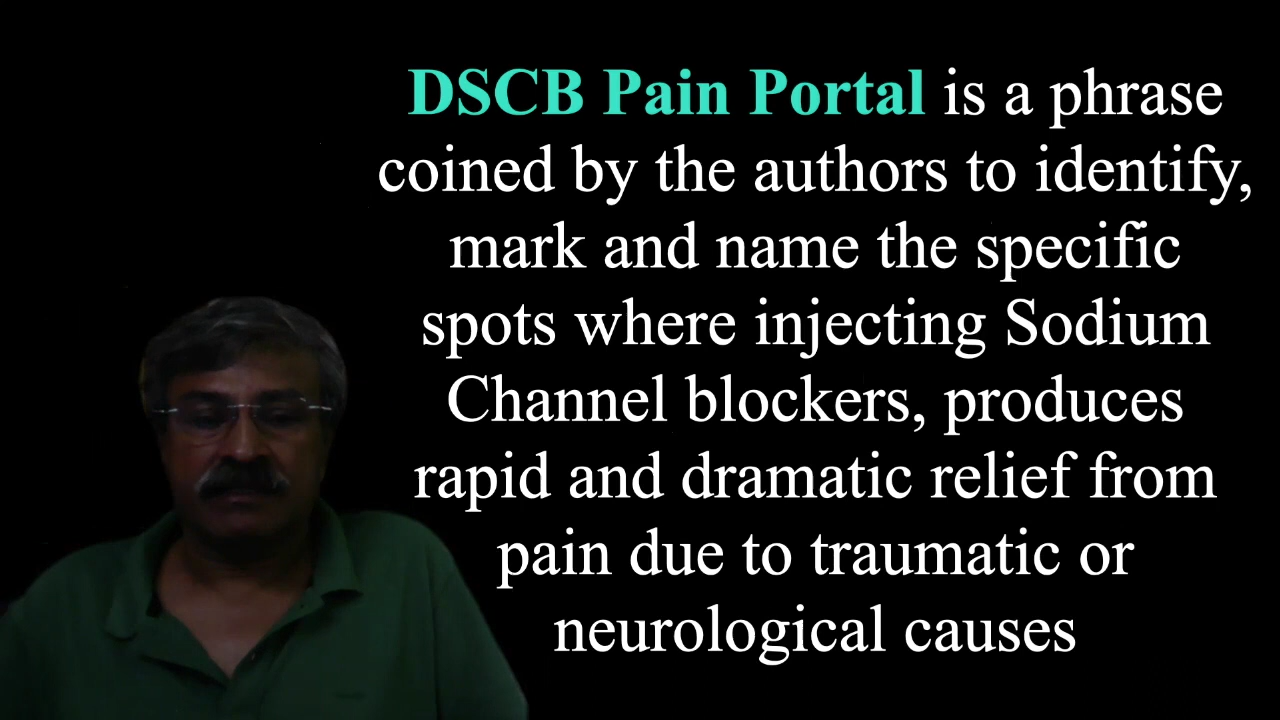 DSCB Pain Portal is a phrase
coined by the authors to identify,
mark and name the specific
spots where injecting Sodium
Channel blockers, produces
rapid and dramatic relief from
pain due to traumatic or
neurological causes